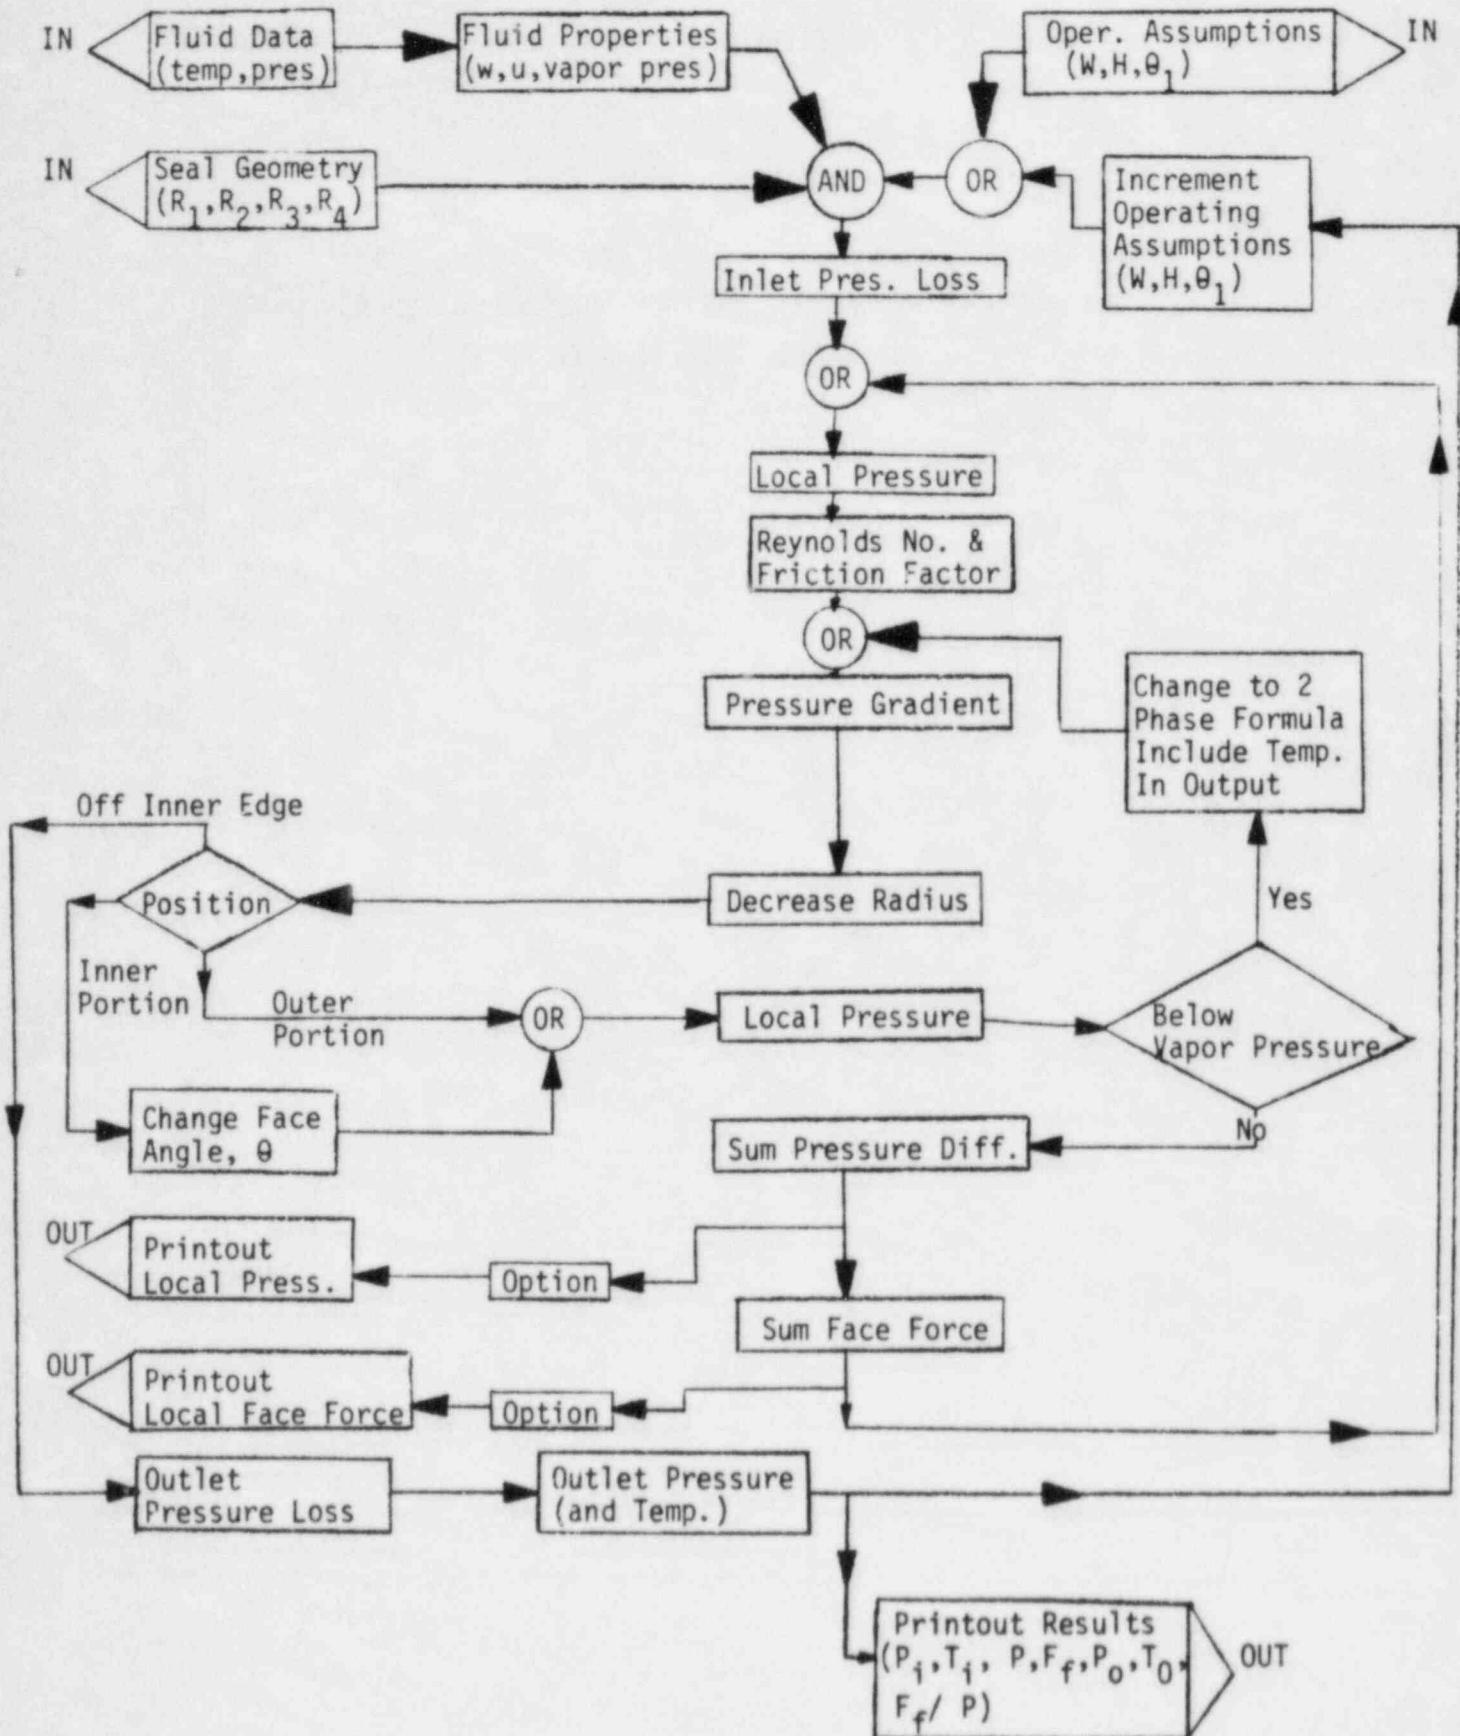 IN
Fluid Data
(temp,pres)
Fluid Properties
(w,u,vapor pres)
Oper. Assumptions
(W,H,θ₁)
IN
IN
Seal Geometry
(R₁,R₂,R₃,R₄)
AND
OR
Increment
Operating
Assumptions
(W,H,θ₁)
Inlet Pres. Loss
OR
Local Pressure
Reynolds No. &
Friction Factor
OR
Pressure Gradient
Change to 2
Phase Formula
Include Temp.
In Output
Off Inner Edge
Position
Decrease Radius
Yes
Inner
Portion
Outer
Portion
OR
Local Pressure
Below
Vapor Pressure
Change Face
Angle, θ
Sum Pressure Diff.
No
OUT
Printout
Local Press.
Option
Sum Face Force
OUT
Printout
Local Face Force
Option
Outlet
Pressure Loss
Outlet Pressure
(and Temp.)
Printout Results
(Pᵢ,Tᵢ, P,F_f,Pₒ,T₀,
F_f/ P)
OUT